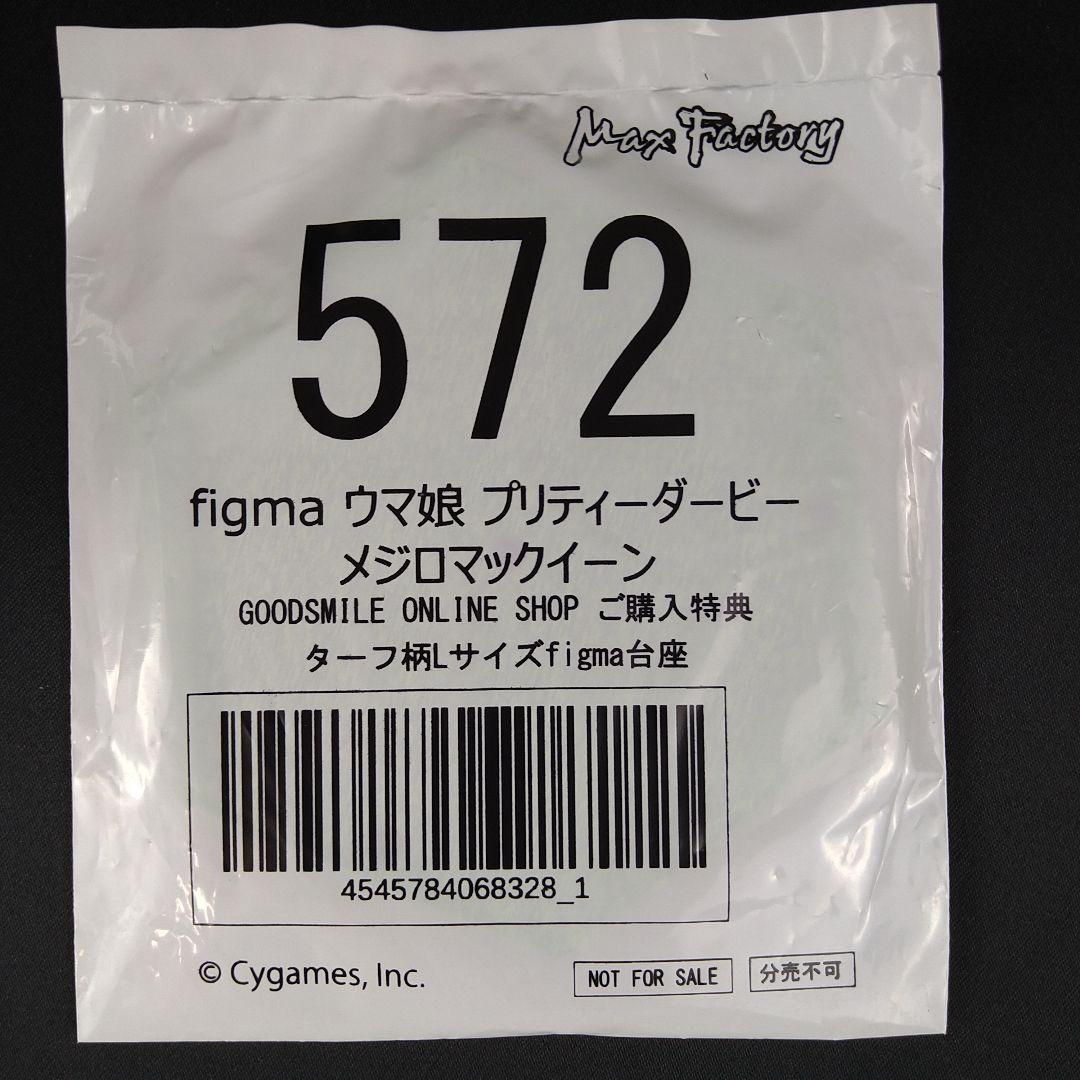 Max Factory
572
figma ウマ娘 プリティーダービー
メジロマックイーン
GOODSMILE ONLINE SHOP ご購入特典
ターフ柄Lサイズfigma台座
4545784068328_1
© Cygames, Inc.
NOT FOR SALE 分売不可